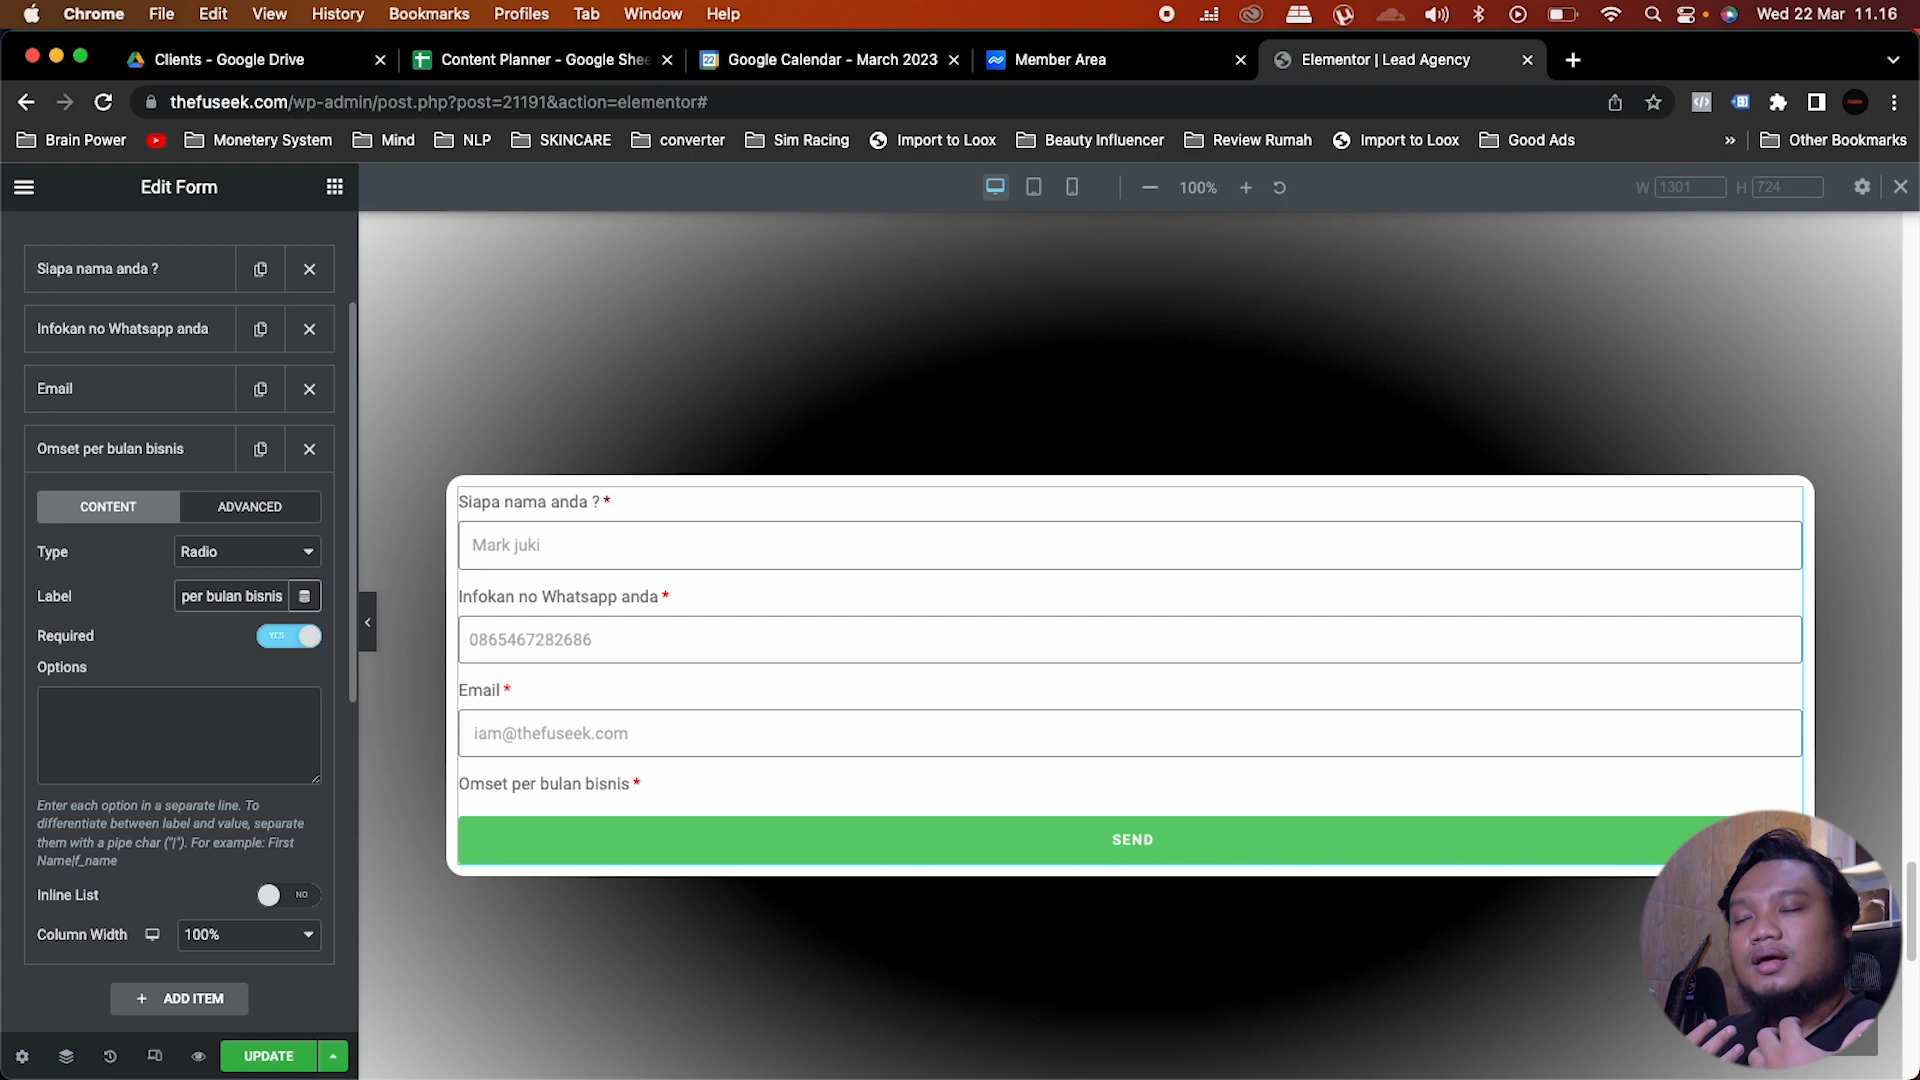 Chrome File Edit View History Bookmarks Profiles Tab Window Help Wed 22 Mar 11.16
Clients - Google Drive Content Planner - Google Shee Google Calendar - March 2023 Member Area Elementor | Lead Agency
thefuseek.com/wp-admin/post.php?post=21191&action=elementor#
Brain Power Monetery System Mind NLP SKINCARE converter Sim Racing Import to Loox Beauty Influencer Review Rumah Import to Loox Good Ads » Other Bookmarks
Edit Form 100% W 1301 H 724
Siapa nama anda ?
Infokan no Whatsapp anda
Email
Omset per bulan bisnis
CONTENT ADVANCED
Type Radio
Label per bulan bisnis
Required YES
Options
Enter each option in a separate line. To
differentiate between label and value, separate
them with a pipe char ("|"). For example: First
Name|f_name
Inline List NO
Column Width 100%
+ ADD ITEM
UPDATE
Siapa nama anda ? *
Mark juki
Infokan no Whatsapp anda *
0865467282686
Email *
iam@thefuseek.com
Omset per bulan bisnis *
SEND